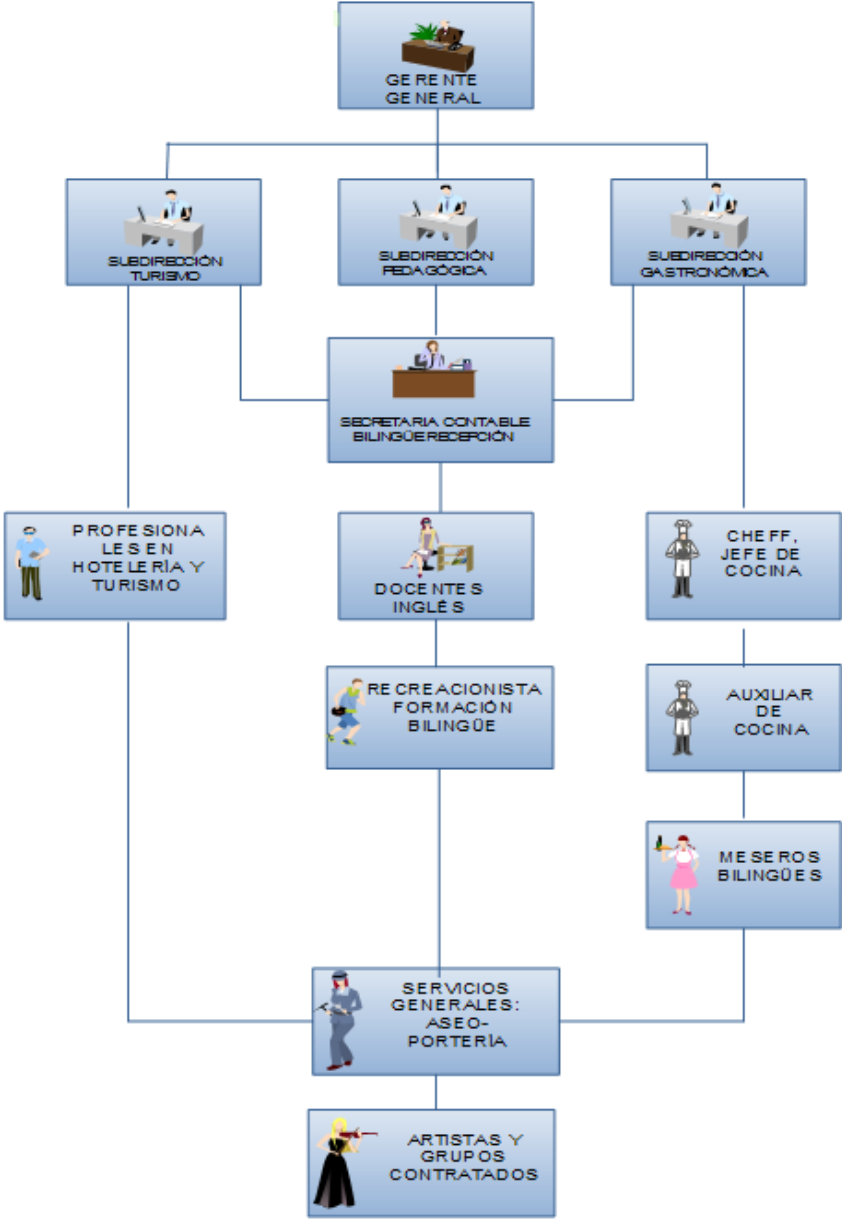 GERENTE
GENERAL
SUBDIRECCIÓN
TURISMO
SUBDIRECCIÓN
PEDAGÓGICA
SUBDIRECCIÓN
GASTRONÓMICA
SECRETARIA CONTABLE
BILINGÜE RECEPCIÓN
PROFESIONA
LES EN
HOTELERÍA Y
TURISMO
DOCENTES
INGLÉS
CHEFF,
JEFE DE
COCINA
RECREACIONISTA
FORMACIÓN
BILINGÜE
AUXILIAR
DE
COCINA
MESEROS
BILINGÜES
SERVICIOS
GENERALES:
ASEO-
PORTERÍA
ARTISTAS Y
GRUPOS
CONTRATADOS